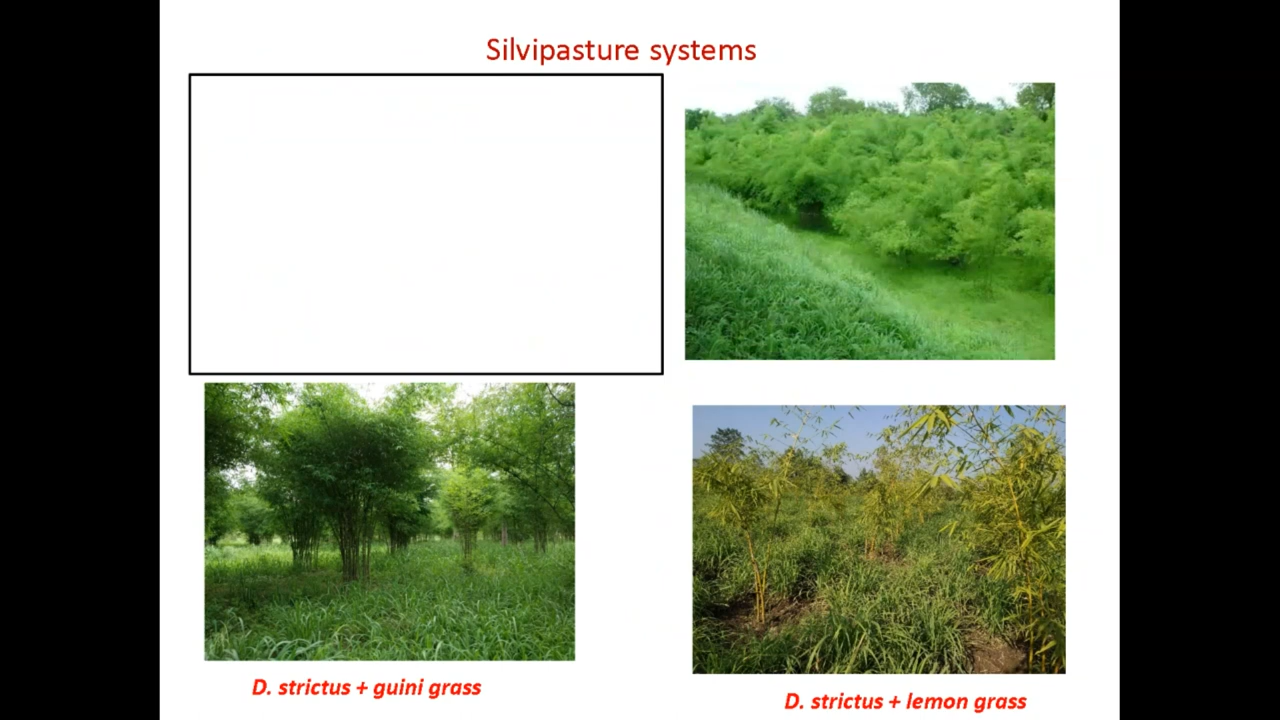 Silvipasture systems
D. strictus + guini grass
D. strictus + lemon grass